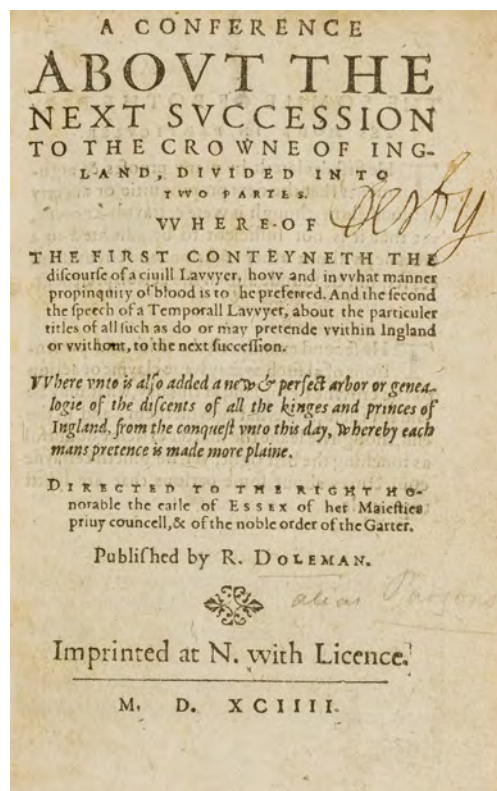 A CONFERENCE
ABOVT THE
NEXT SVCCESSION
TO THE CROWNE OF ING-
LAND, DIVIDED INTO
TVVO PARTES.
VVHERE-OF
Derby
THE FIRST CONTEYNETH THE
diſcourſe of a ciuill Lavvyer, hovv and in vvhat manner
propinquity of blood is to be preferred. And the ſecond
the ſpeech of a Temporall Lavvyer, about the particuler
titles of all ſuch as do or may pretende vvithin Ingland
or vvithout, to the next ſucceſſion.
VVhere vnto is alſo added a new & perfect arbor or genea-
logie of the diſcents of all the kinges and princes of
Ingland, from the conqueſt vnto this day, whereby each
mans pretence is made more plaine.
DIRECTED TO THE RIGHT HO-
norable the earle of ESSEX of her Maieſties
priuy councell, & of the noble order of the Garter.
Publiſhed by R. DOLEMAN.
alias Parsons
Imprinted at N. with Licence.
M. D. XCIIII.